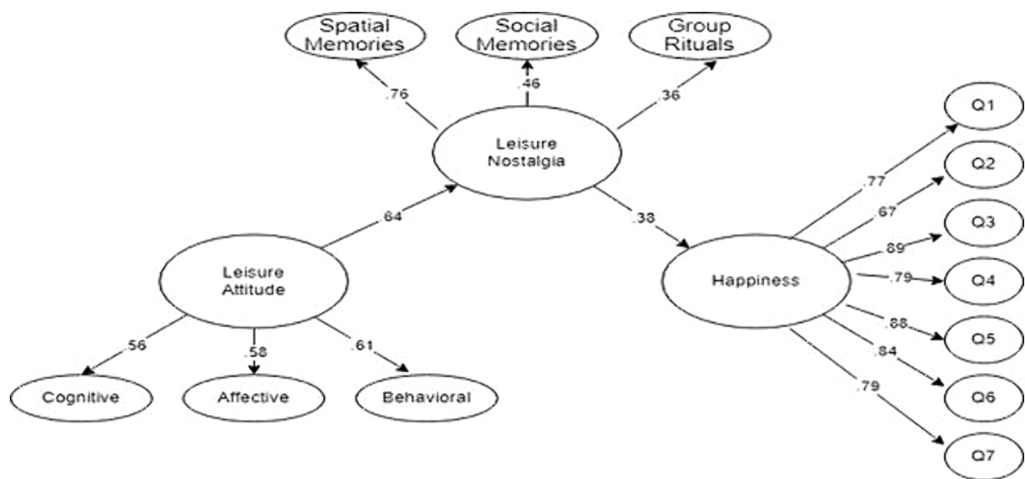 Spatial
Memories
Social
Memories
Group
Rituals
.76
.46
.36
Leisure
Nostalgia
Q1
Q2
Q3
Q4
Q5
Q6
Q7
.77
.67
.89
.79
.88
.84
.79
.64
.38
Leisure
Attitude
Happiness
.56
.58
.61
Cognitive
Affective
Behavioral